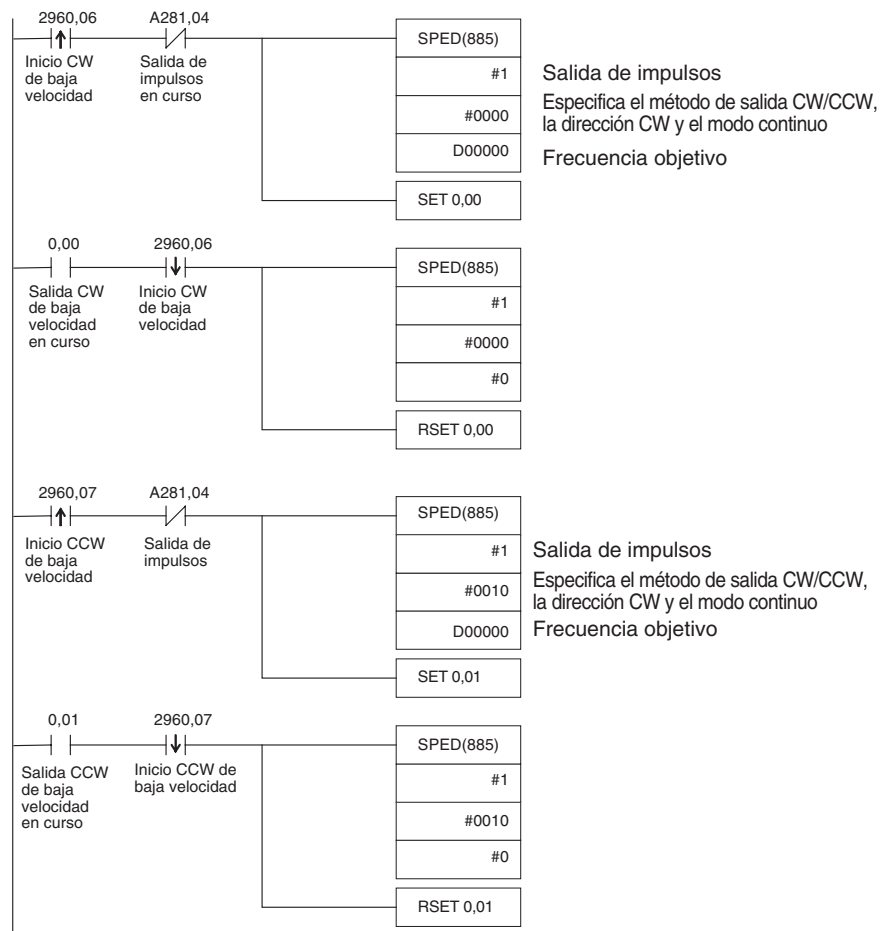 2960,06 A281,04
SPED(885)
Inicio CW
de baja
velocidad
Salida de
impulsos
en curso
#1 Salida de impulsos
#0000 Especifica el método de salida CW/CCW,
la dirección CW y el modo continuo
D00000 Frecuencia objetivo
SET 0,00
0,00 2960,06
SPED(885)
Salida CW
de baja
velocidad
en curso
Inicio CW
de baja
velocidad
#1
#0000
#0
RSET 0,00
2960,07 A281,04
SPED(885)
Inicio CCW
de baja
velocidad
Salida de
impulsos
#1 Salida de impulsos
#0010 Especifica el método de salida CW/CCW,
la dirección CW y el modo continuo
D00000 Frecuencia objetivo
SET 0,01
0,01 2960,07
SPED(885)
Salida CCW
de baja
velocidad
en curso
Inicio CCW de
baja velocidad
#1
#0010
#0
RSET 0,01